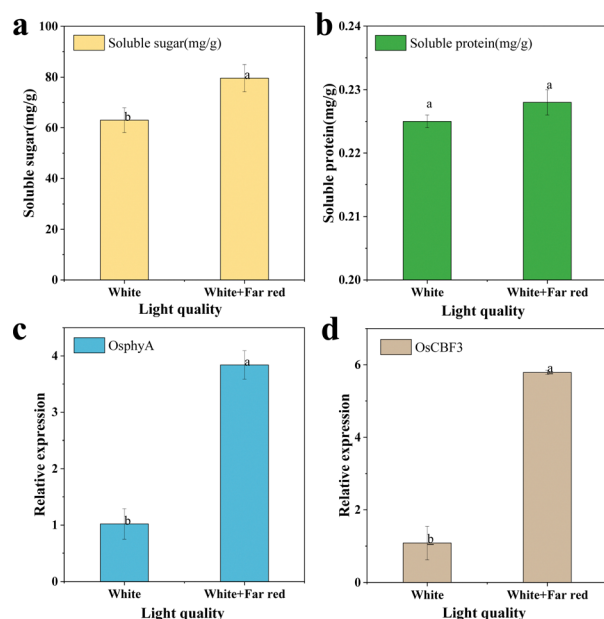 a
Soluble sugar(mg/g)
Soluble sugar(mg/g)
100
80
60
40
20
0
b
a
White
White+Far red
Light quality
b
Soluble protein(mg/g)
Soluble protein(mg/g)
0.24
0.23
0.22
0.21
0.20
a
a
White
White+Far red
Light quality
c
OsphyA
Relative expression
4
3
2
1
0
b
a
White
White+Far red
Light quality
d
OsCBF3
Relative expression
6
4
2
0
b
a
White
White+Far red
Light quality